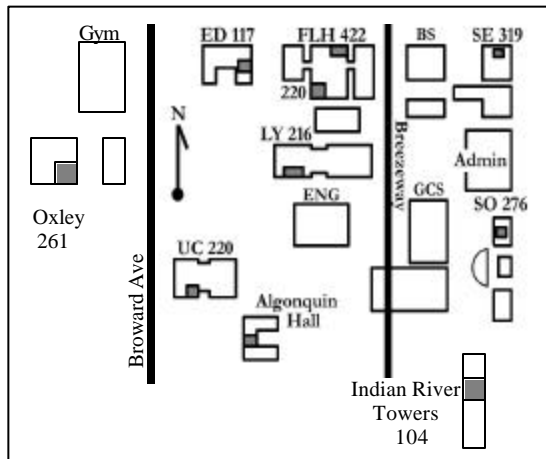 Gym
ED 117
FLH 422
BS
SE 319
220
N
LY 216
Breezeway
Admin
ENG
GCS
SO 276
Oxley
261
UC 220
Broward Ave
Algonquin
Hall
Indian River
Towers
104